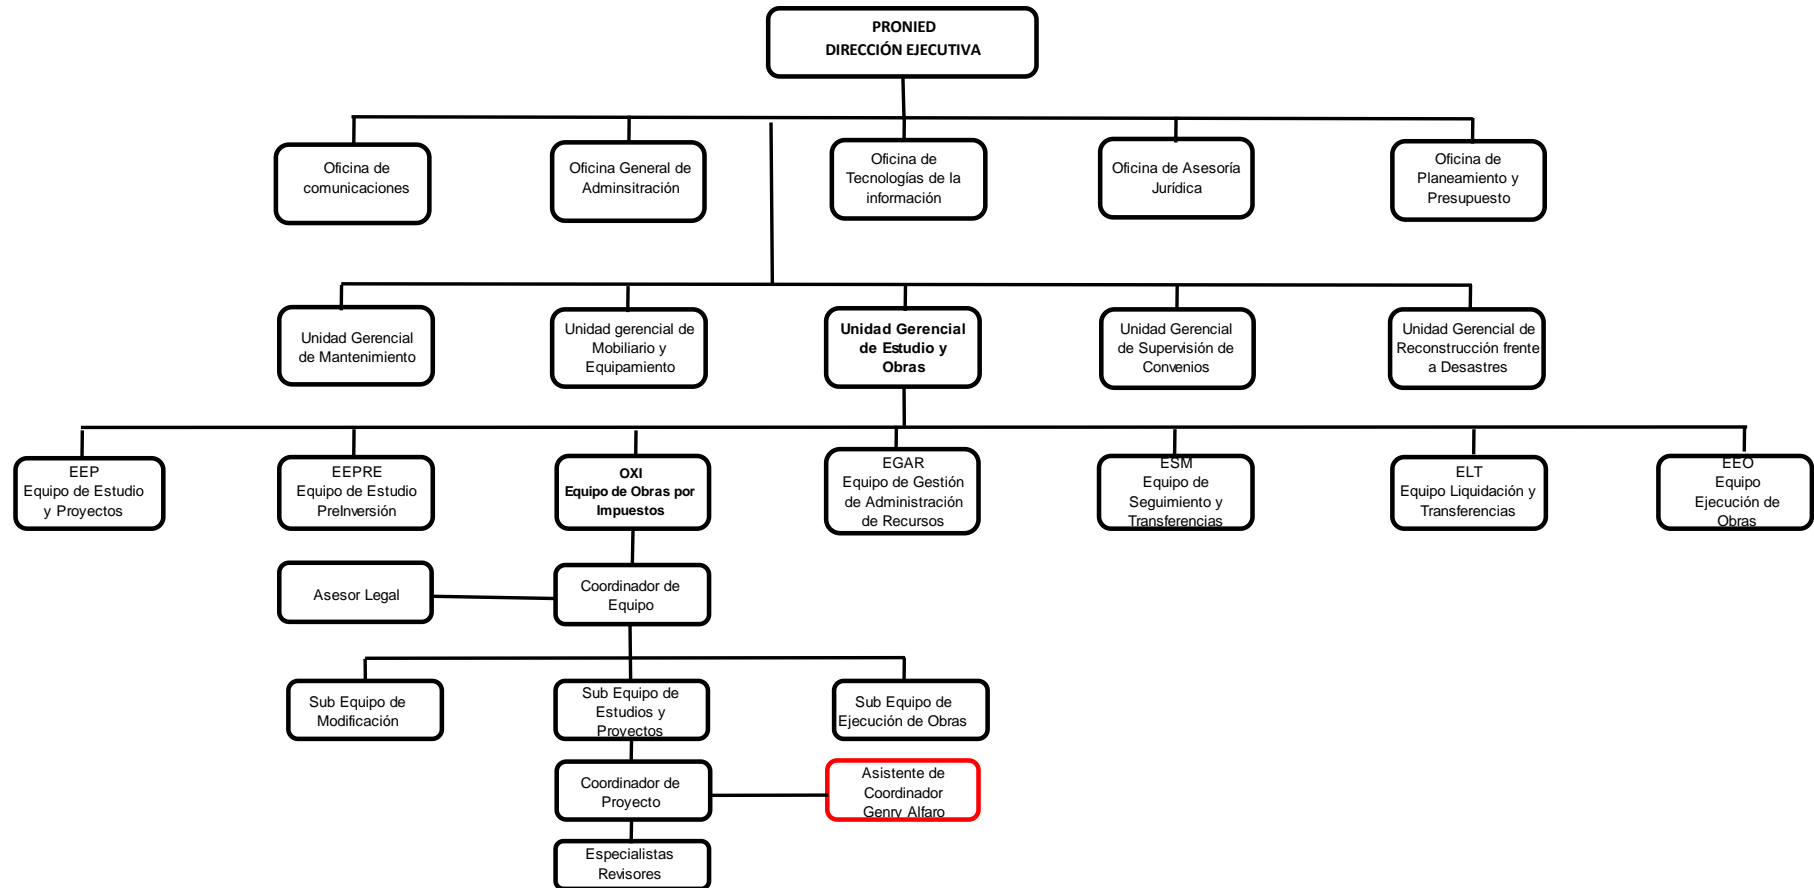 PRONIED
DIRECCIÓN EJECUTIVA
Oficina de
comunicaciones
Oficina General de
Adminsitración
Oficina de
Tecnologías de la
información
Oficina de Asesoría
Jurídica
Oficina de
Planeamiento y
Presupuesto
Unidad Gerencial
de Mantenimiento
Unidad gerencial de
Mobiliario y
Equipamiento
Unidad Gerencial
de Estudio y
Obras
Unidad Gerencial
de Supervisión de
Convenios
Unidad Gerencial de
Reconstrucción frente
a Desastres
EEP
Equipo de Estudio
y Proyectos
EEPRE
Equipo de Estudio
PreInversión
OXI
Equipo de Obras por
Impuestos
EGAR
Equipo de Gestión
de Administración
de Recursos
ESM
Equipo de
Seguimiento y
Transferencias
ELT
Equipo Liquidación y
Transferencias
EEO
Equipo
Ejecución de
Obras
Asesor Legal
Coordinador de
Equipo
Sub Equipo de
Modificación
Sub Equipo de
Estudios y
Proyectos
Sub Equipo de
Ejecución de Obras
Coordinador de
Proyecto
Asistente de
Coordinador
Genry Alfaro
Especialistas
Revisores